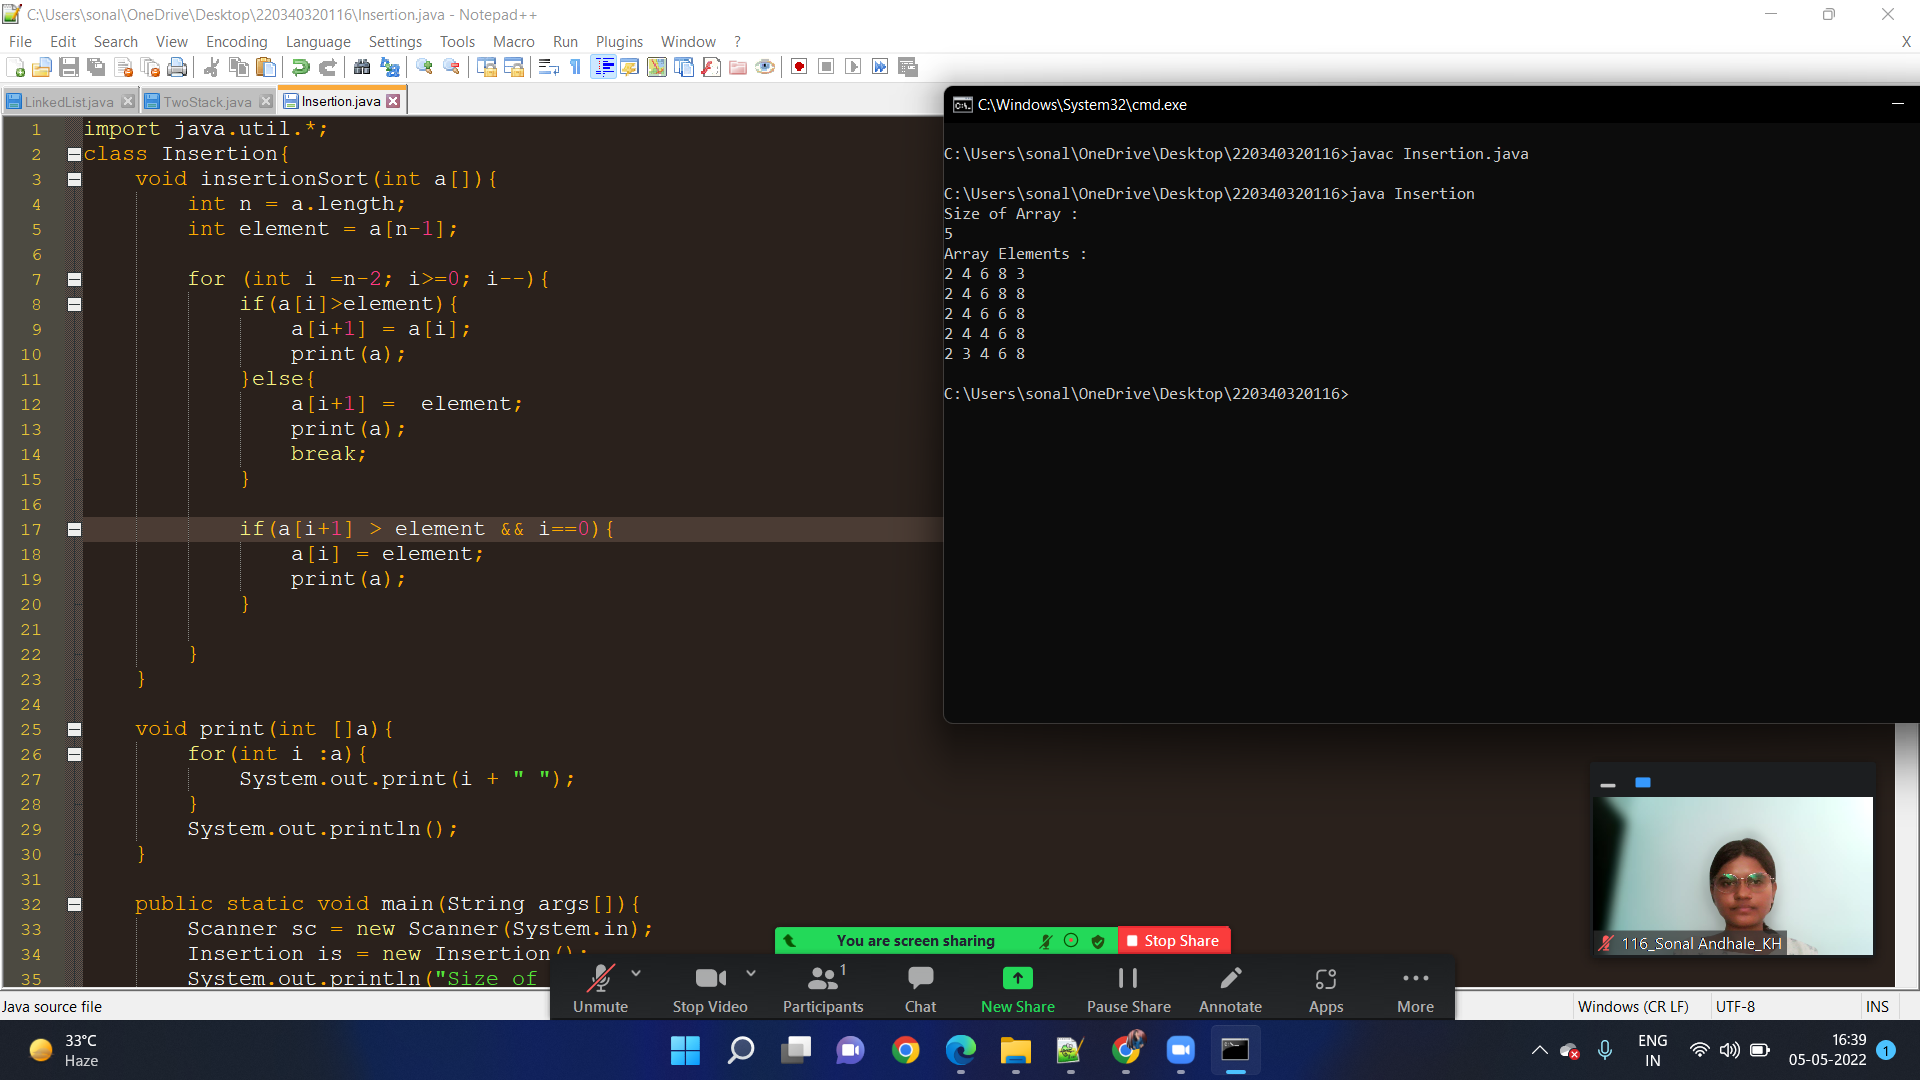 C:\Users\sonal\OneDrive\Desktop\220340320116\Insertion.java - Notepad++
File Edit Search View Encoding Language Settings Tools Macro Run Plugins Window ? X
LinkedList.java TwoStack.java Insertion.java
1 import java.util.*;
2 class Insertion{
3 void insertionSort(int a[]){
4 int n = a.length;
5 int element = a[n-1];
6
7 for (int i =n-2; i>=0; i--){
8 if(a[i]>element){
9 a[i+1] = a[i];
10 print(a);
11 }else{
12 a[i+1] =  element;
13 print(a);
14 break;
15 }
16
17 if(a[i+1] > element && i==0){
18 a[i] = element;
19 print(a);
20 }
21
22 }
23 }
24
25 void print(int []a){
26 for(int i :a){
27 System.out.print(i + " ");
28 }
29 System.out.println();
30 }
31
32 public static void main(String args[]){
33 Scanner sc = new Scanner(System.in);
34 Insertion is = new Insertion();
35 System.out.println("Size of
C:\Windows\System32\cmd.exe
C:\Users\sonal\OneDrive\Desktop\220340320116>javac Insertion.java
C:\Users\sonal\OneDrive\Desktop\220340320116>java Insertion
Size of Array :
5
Array Elements :
2 4 6 8 3
2 4 6 8 8
2 4 6 6 8
2 4 4 6 8
2 3 4 6 8
C:\Users\sonal\OneDrive\Desktop\220340320116>
116_Sonal Andhale_KH
You are screen sharing Stop Share
1
Unmute Stop Video Participants Chat New Share Pause Share Annotate Apps More
Java source file Windows (CR LF) UTF-8 INS
33°C
Haze
ENG
IN
16:39
05-05-2022
1